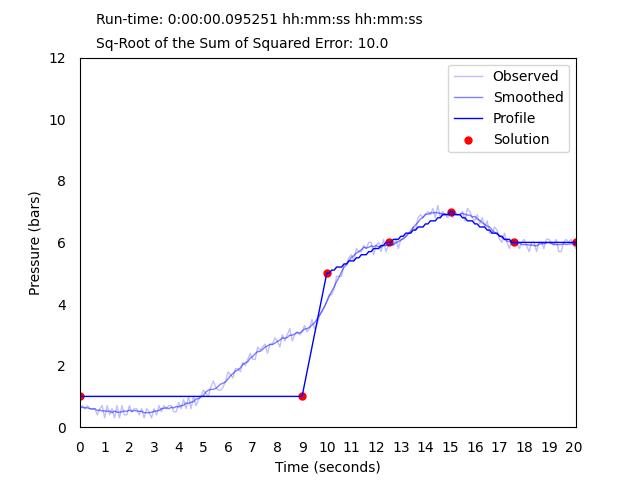 Run-time: 0:00:00.095251 hh:mm:ss hh:mm:ss
Sq-Root of the Sum of Squared Error: 10.0
Observed
Smoothed
Profile
Solution
12
10
8
6
4
2
0
Pressure (bars)
0 1 2 3 4 5 6 7 8 9 10 11 12 13 14 15 16 17 18 19 20
Time (seconds)